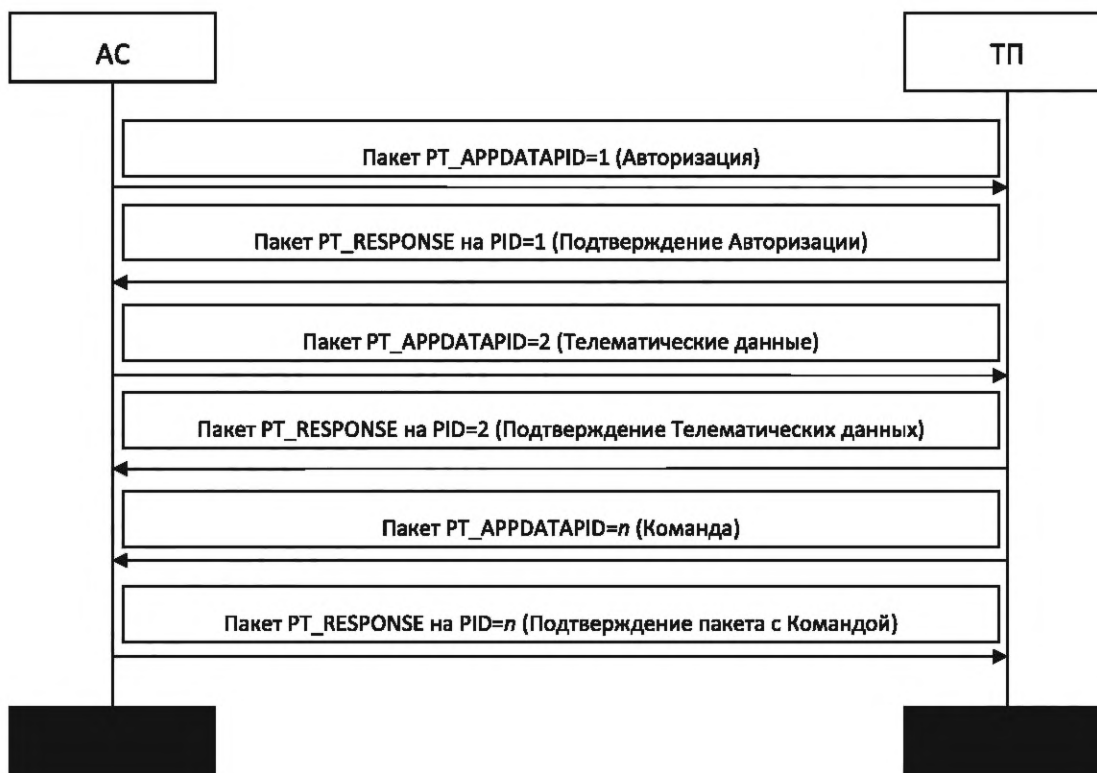 АС
ТП
Пакет PT_APPDATAPID=1 (Авторизация)
Пакет PT_RESPONSE на PID=1 (Подтверждение Авторизации)
Пакет PT_APPDATAPID=2 (Телематические данные)
Пакет PT_RESPONSE на PID=2 (Подтверждение Телематических данных)
Пакет PT_APPDATAPID=n (Команда)
Пакет PT_RESPONSE на PID=n (Подтверждение пакета с Командой)